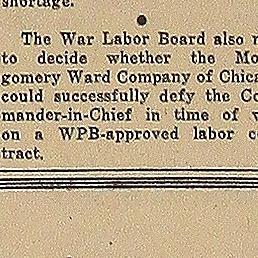 shortage.
The War Labor Board also
to decide whether the Mo
gomery Ward Company of Chica
could successfully defy the Co
mander-in-Chief in time of
on a WPB-approved labor c
tract.